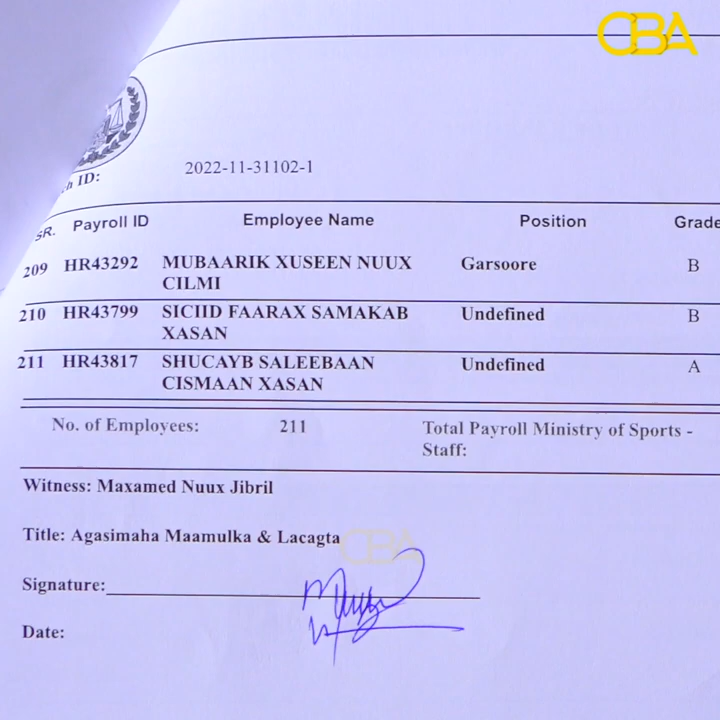 CBA
ID:
2022-11-31102-1
SR. Payroll ID Employee Name Position Grade
209 HR43292 MUBAARIK XUSEEN NUUX Garsoore B
CILMI
210 HR43799 SICIID FAARAX SAMAKAB Undefined B
XASAN
211 HR43817 SHUCAYB SALEEBAAN Undefined A
CISMAAN XASAN
No. of Employees: 211 Total Payroll Ministry of Sports -
Staff:
Witness: Maxamed Nuux Jibril
Title: Agasimaha Maamulka & Lacagta
CBA
Signature:
Date: